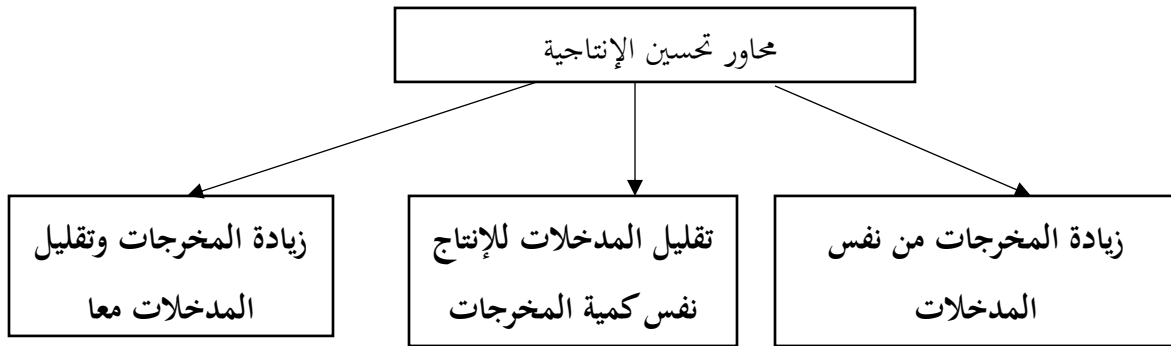 محاور تحسين الإنتاجية
زيادة المخرجات من نفس
المدخلات
تقليل المدخلات للإنتاج
نفس كمية المخرجات
زيادة المخرجات وتقليل
المدخلات معا